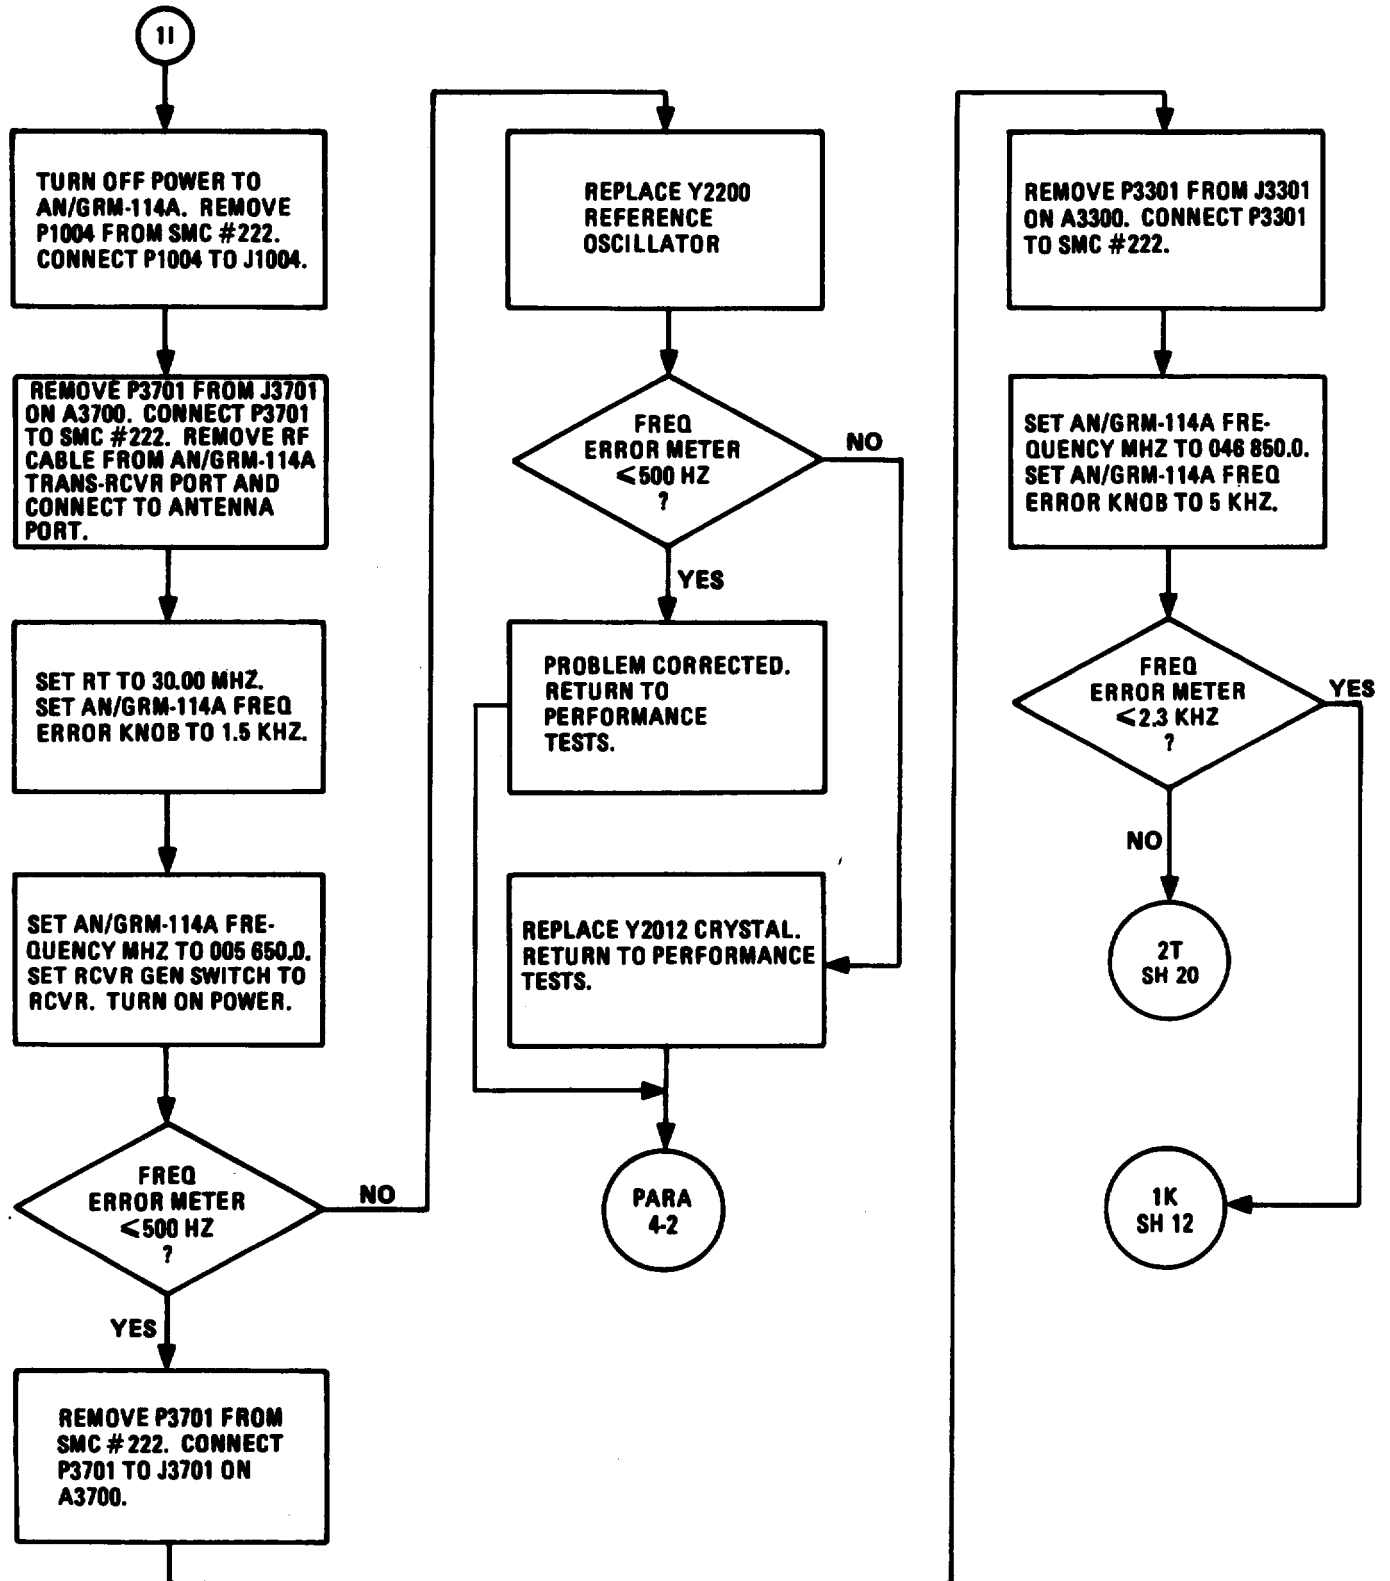 1I
TURN OFF POWER TO
AN/GRM-114A. REMOVE
P1004 FROM SMC #222.
CONNECT P1004 TO J1004.
REMOVE P3701 FROM J3701
ON A3700. CONNECT P3701
TO SMC #222. REMOVE RF
CABLE FROM AN/GRM-114A
TRANS-RCVR PORT AND
CONNECT TO ANTENNA
PORT.
SET RT TO 30.00 MHZ.
SET AN/GRM-114A FREQ
ERROR KNOB TO 1.5 KHZ.
SET AN/GRM-114A FRE-
QUENCY MHZ TO 005 650.0.
SET RCVR GEN SWITCH TO
RCVR. TURN ON POWER.
FREQ
ERROR METER
≤500 HZ
?
NO
YES
REMOVE P3701 FROM
SMC #222. CONNECT
P3701 TO J3701 ON
A3700.
REPLACE Y2200
REFERENCE
OSCILLATOR
FREQ
ERROR METER
≤500 HZ
?
NO
YES
PROBLEM CORRECTED.
RETURN TO
PERFORMANCE
TESTS.
REPLACE Y2012 CRYSTAL.
RETURN TO PERFORMANCE
TESTS.
PARA
4-2
REMOVE P3301 FROM J3301
ON A3300. CONNECT P3301
TO SMC #222.
SET AN/GRM-114A FRE-
QUENCY MHZ TO 046 850.0.
SET AN/GRM-114A FREQ
ERROR KNOB TO 5 KHZ.
FREQ
ERROR METER
≤2.3 KHZ
?
YES
NO
2T
SH 20
1K
SH 12